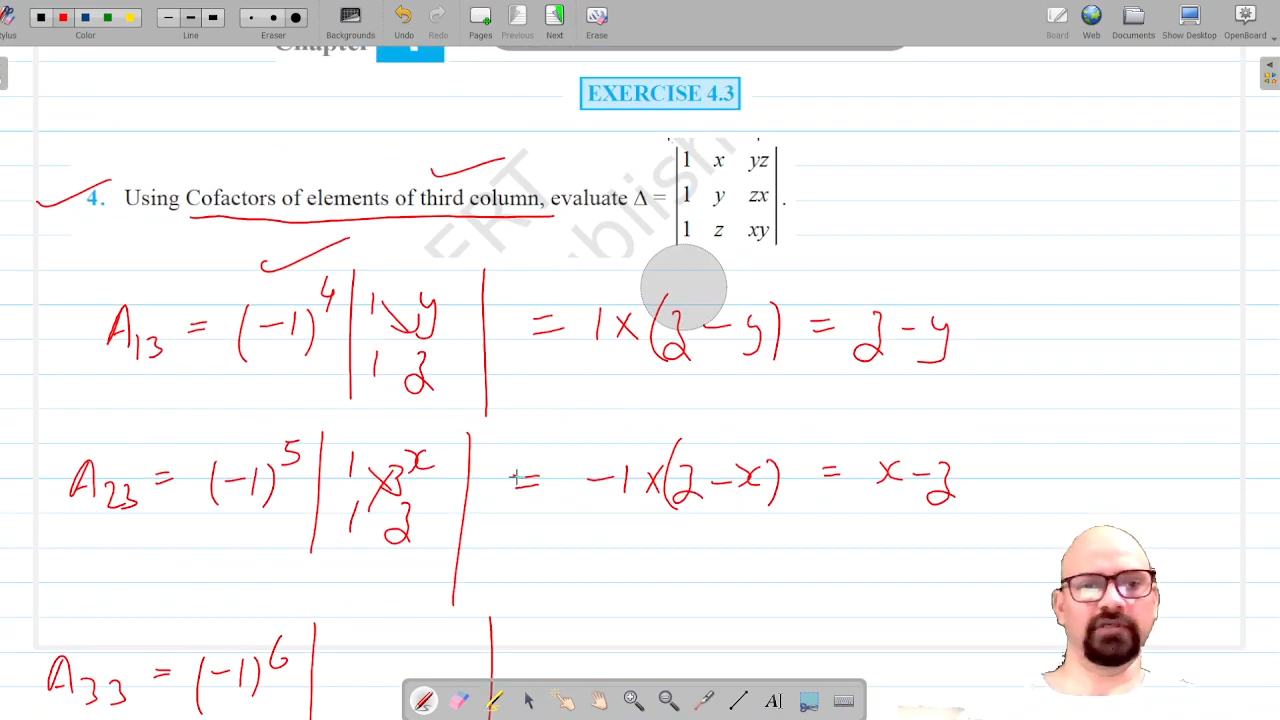 Stylus Color Line Eraser Backgrounds Undo Redo Pages Previous Next Erase Board Web Documents Show Desktop OpenBoard
Chapter 4
EXERCISE 4.3
4. Using Cofactors of elements of third column, evaluate Δ = | 1 x yz |
| 1 y zx | .
| 1 z xy |
A13 = (-1)^4 | 1 y | = 1 × (z - y) = z - y
| 1 z |
A23 = (-1)^5 | 1 x | = -1 × (z - x) = x - z
| 1 z |
A33 = (-1)^6 | |